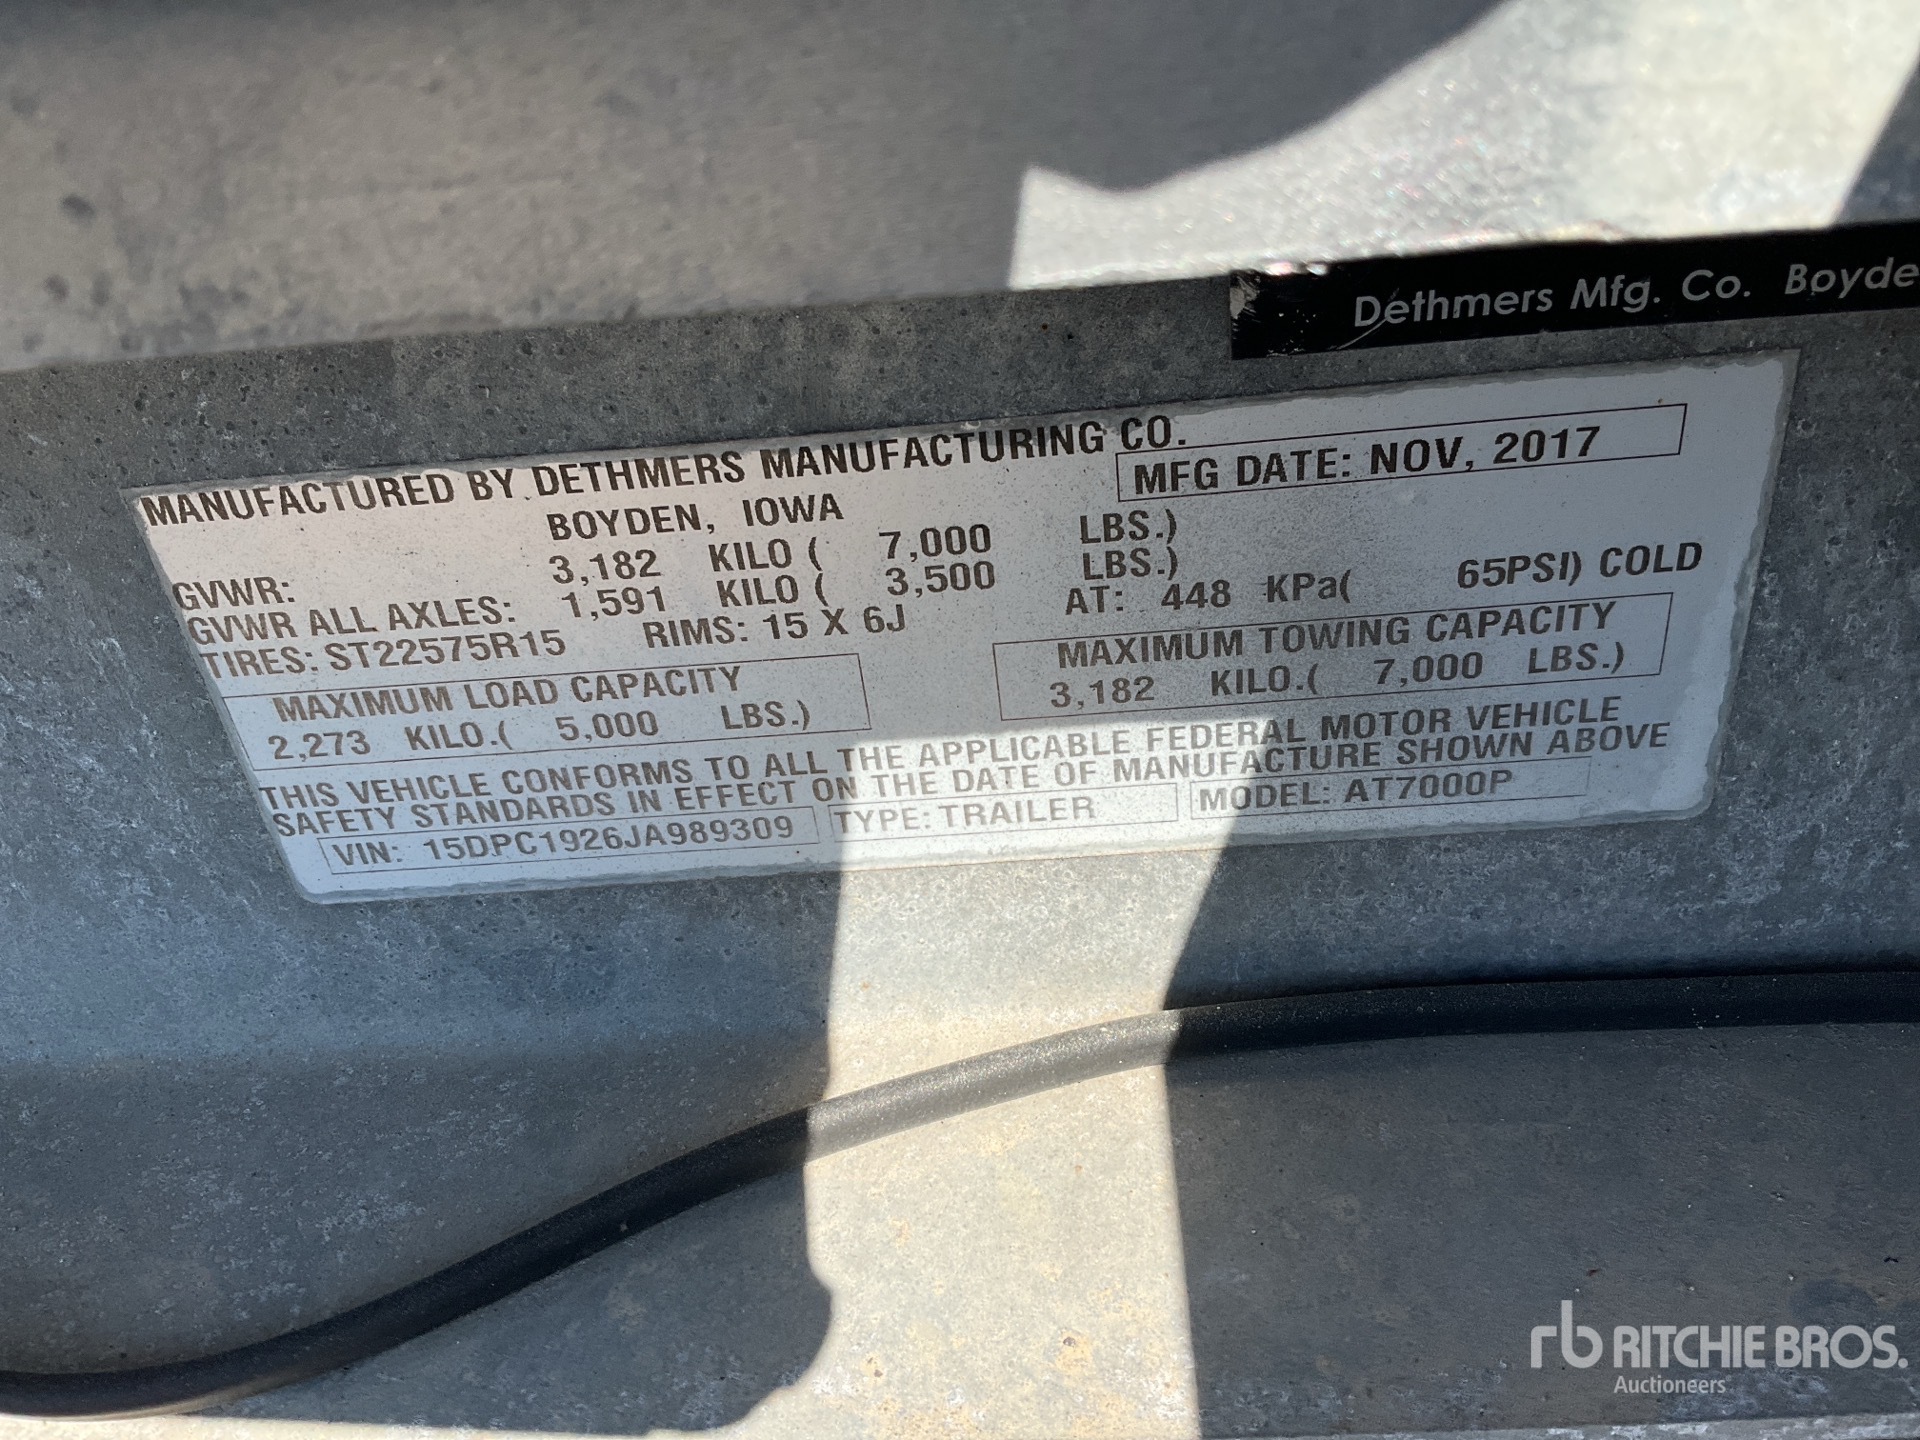 Dethmers Mfg. Co. Boyde
MANUFACTURED BY DETHMERS MANUFACTURING CO.
BOYDEN, IOWA
MFG DATE: NOV, 2017
GVWR: 3,182 KILO ( 7,000 LBS.)
GVWR ALL AXLES: 1,591 KILO ( 3,500 LBS.)
TIRES: ST22575R15 RIMS: 15 X 6J AT: 448 KPa( 65PSI) COLD
MAXIMUM LOAD CAPACITY
2,273 KILO.( 5,000 LBS.)
MAXIMUM TOWING CAPACITY
3,182 KILO.( 7,000 LBS.)
THIS VEHICLE CONFORMS TO ALL THE APPLICABLE FEDERAL MOTOR VEHICLE
SAFETY STANDARDS IN EFFECT ON THE DATE OF MANUFACTURE SHOWN ABOVE
VIN: 15DPC1926JA989309 TYPE: TRAILER MODEL: AT7000P
rb RITCHIE BROS.
Auctioneers